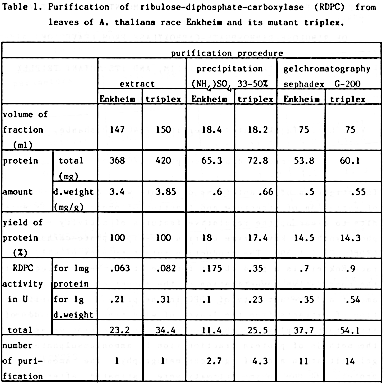 Table 1. Purification of ribulose-diphosphate-carboxylase (RDPC) from
leaves of A. thaliana race Enkheim and its mutant triplex.
purification procedure
extract precipitation (NH4)SO4 33-50% gelchromatography sephadex G-200
Enkheim triplex Enkheim triplex Enkheim triplex
volume of fraction (ml) 147 150 18.4 18.2 75 75
protein amount total (mg) 368 420 65.3 72.8 53.8 60.1
d.weight (mg/g) 3.4 3.85 .6 .66 .5 .55
yield of protein (%) 100 100 18 17.4 14.5 14.3
RDPC activity in U for 1mg protein .063 .082 .175 .35 .7 .9
for 1g d.weight .21 .31 .1 .23 .35 .54
total 23.2 34.4 11.4 25.5 37.7 54.1
number of puri- fication 1 1 2.7 4.3 11 14